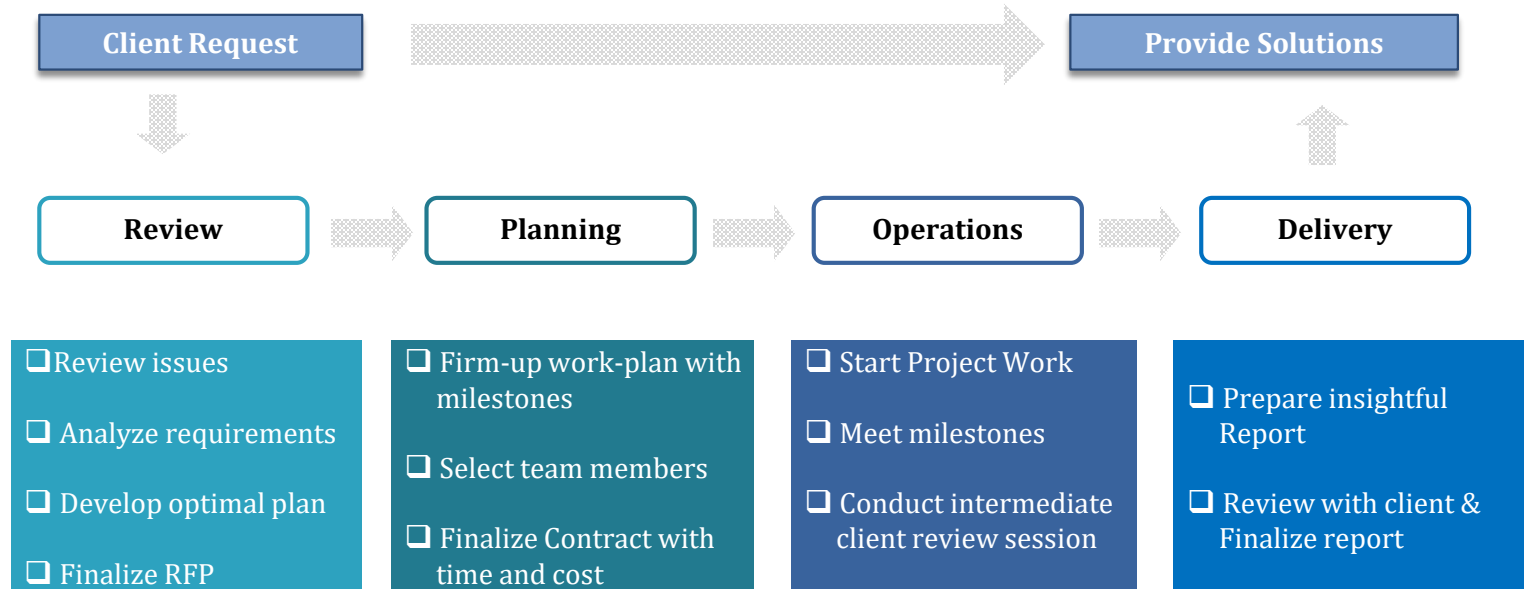 Client Request
Provide Solutions
Review
Planning
Operations
Delivery
❑Review issues
❑ Analyze requirements
❑ Develop optimal plan
❑ Finalize RFP
❑ Firm-up work-plan with
milestones
❑ Select team members
❑ Finalize Contract with
time and cost
❑ Start Project Work
❑ Meet milestones
❑ Conduct intermediate
client review session
❑ Prepare insightful
Report
❑ Review with client &
Finalize report